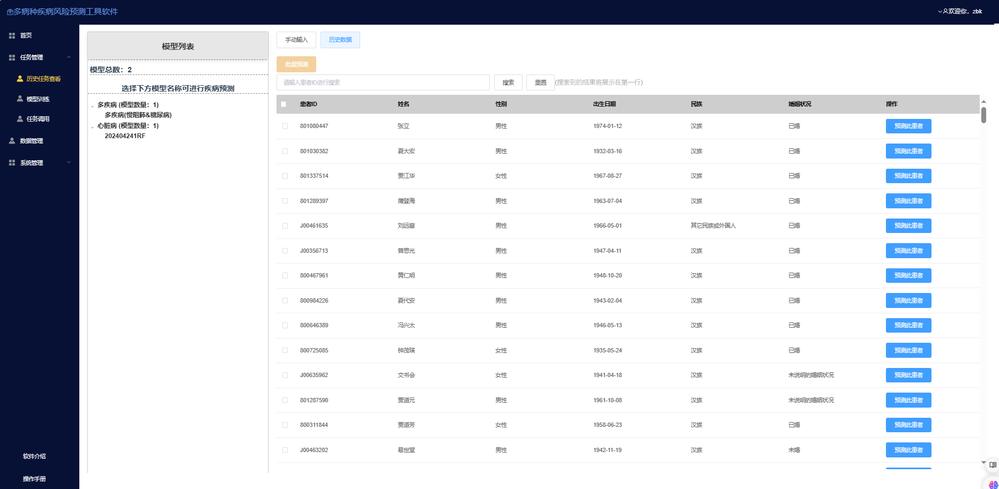 多病种疾病风险预测工具软件
欢迎你，zbk
首页
任务管理
历史任务查看
模型训练
任务调用
数据管理
系统管理
软件介绍
操作手册
模型列表
模型总数：2
选择下方模型名称可进行疾病预测
多疾病 (模型数量：1)
多疾病(慢阻肺&糖尿病)
心脏病 (模型数量：1)
202404241RF
手动输入 历史数据
批量预测
请输入患者ID进行搜索 搜索 重置 (搜索到的结果将展示在第一行)
患者ID 姓名 性别 出生日期 民族 婚姻状况 操作
801080447 张立 男性 1974-01-12 汉族 已婚 预测此患者
801030382 夏大宏 男性 1932-03-16 汉族 已婚 预测此患者
801337514 贾江华 女性 1967-08-27 汉族 已婚 预测此患者
801289397 蒲登海 男性 1963-07-04 汉族 已婚 预测此患者
J00461635 刘远富 男性 1966-05-01 其它民族或外国人 已婚 预测此患者
J00356713 曾思光 男性 1947-04-11 汉族 已婚 预测此患者
800467961 黄仁明 男性 1948-10-20 汉族 已婚 预测此患者
800984226 夏代安 男性 1943-02-04 汉族 已婚 预测此患者
800646389 冯兴太 男性 1946-05-13 汉族 已婚 预测此患者
800725085 钟茂瑛 女性 1935-05-24 汉族 已婚 预测此患者
J00635962 文书会 女性 1941-04-18 汉族 未说明的婚姻状况 预测此患者
801287590 贾道元 男性 1961-10-08 汉族 未说明的婚姻状况 预测此患者
800311844 贾道芳 女性 1958-06-23 汉族 已婚 预测此患者
J00463202 易世堂 男性 1942-11-19 汉族 未婚 预测此患者